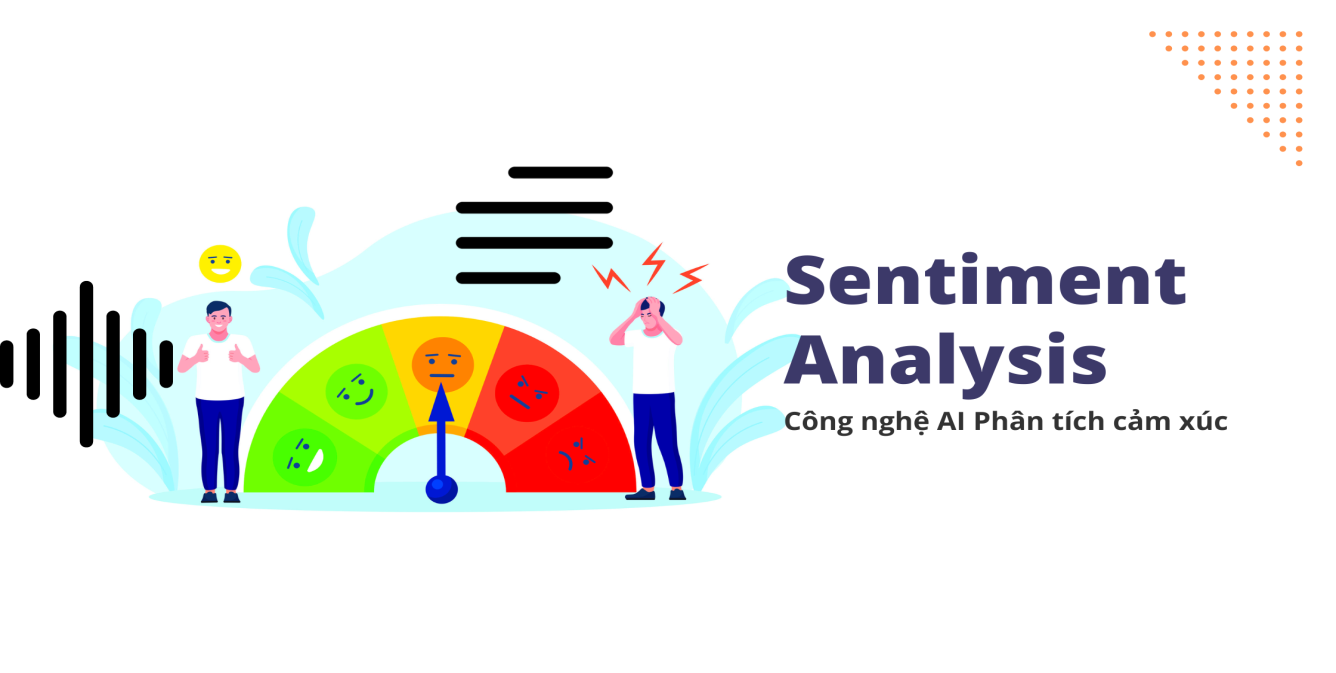 Sentiment
Analysis
Công nghệ AI Phân tích cảm xúc